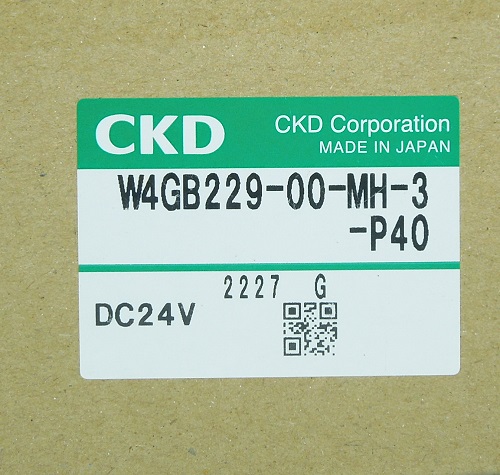 CKD
CKD Corporation
MADE IN JAPAN
W4GB229-00-MH-3
-P40
2227 G
DC24V